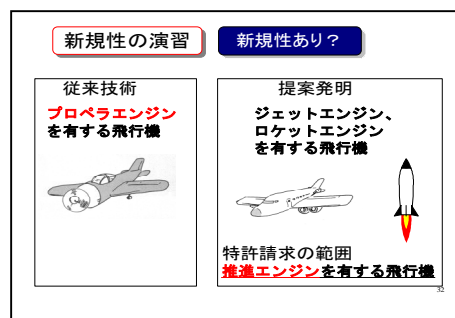 新規性の演習
新規性あり？
従来技術
プロペラエンジン
を有する飛行機
提案発明
ジェットエンジン、
ロケットエンジン
を有する飛行機
特許請求の範囲
推進エンジンを有する飛行機
32